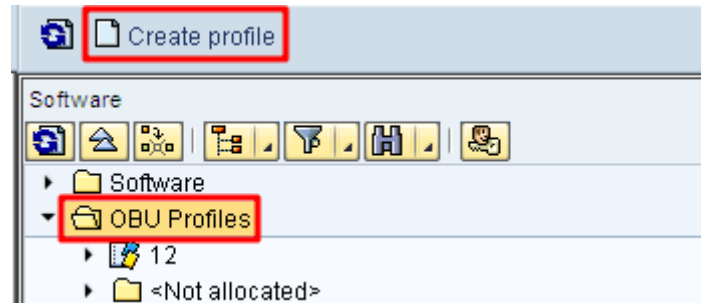 Create profile
Software
Software
OBU Profiles
12
<Not allocated>